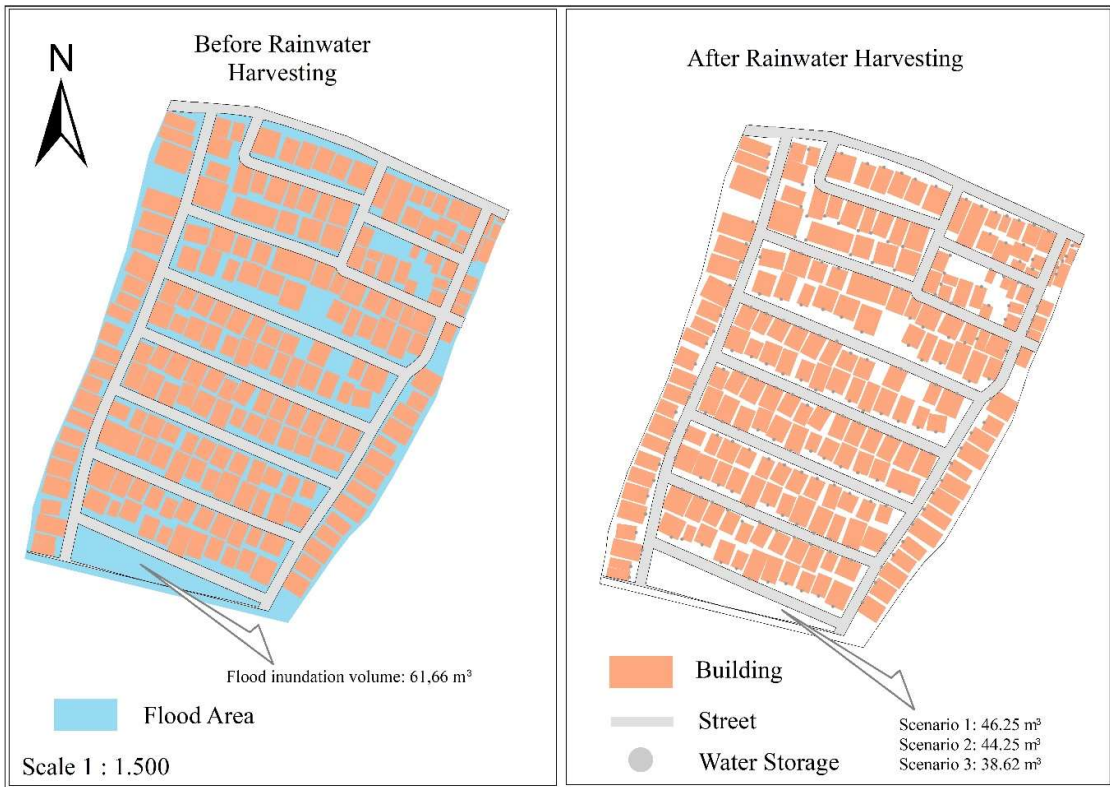 N
Before Rainwater
Harvesting
Flood inundation volume: 61,66 m³
Flood Area
Scale 1 : 1.500
After Rainwater Harvesting
Building
Street
Water Storage
Scenario 1: 46.25 m³
Scenario 2: 44.25 m³
Scenario 3: 38.62 m³